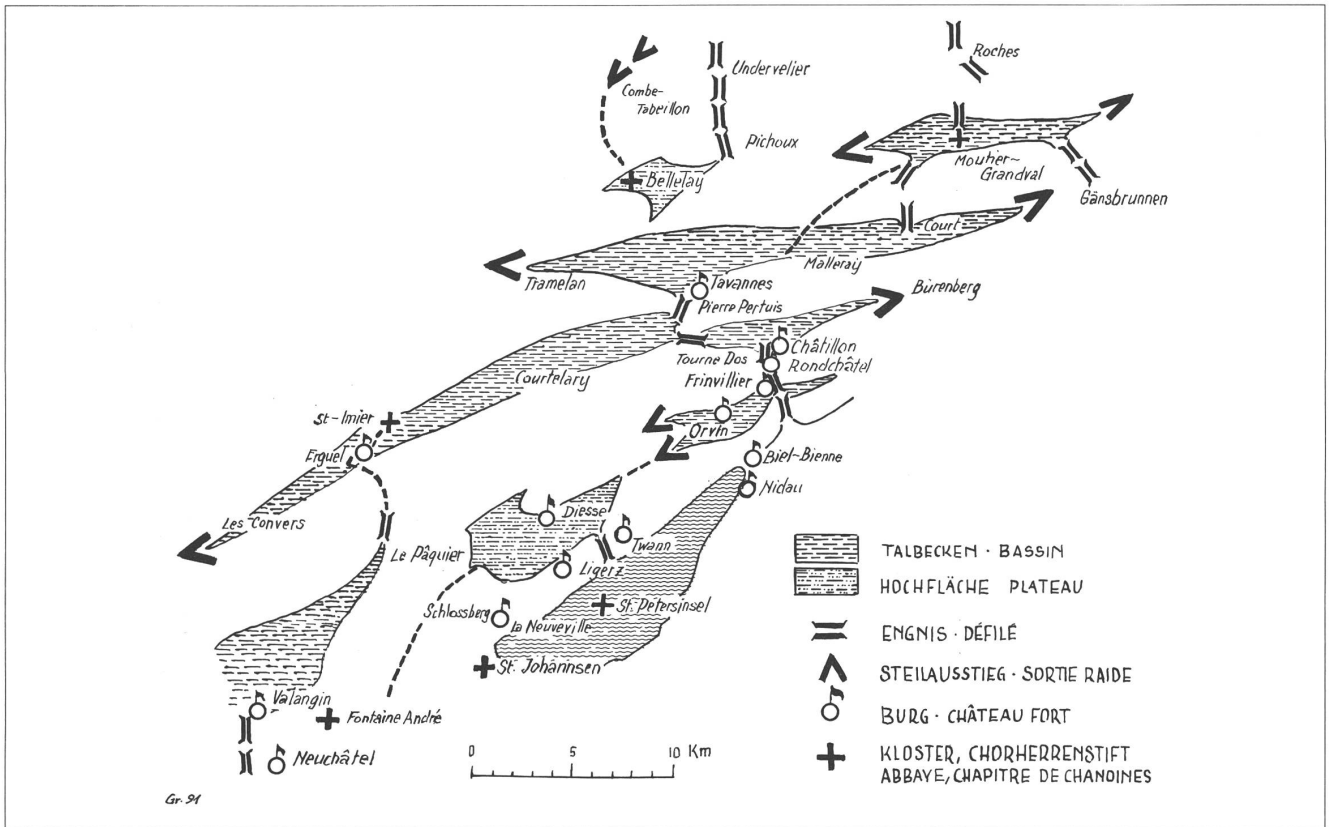 Roches
Undervelier
Combe-
Tabeillon
Pichoux
Moutier-
Grandval
Bellelay
Gänsbrunnen
Court
Malleray
Tramelan
Tavannes
Bürenberg
Pierre Pertuis
Châtillon
Tourne Dos
Rondchâtel
Frinvillier
Courtelary
St-Imier
Orvin
Erguel
Biel-Bienne
Nidau
Diesse
Les Convers
Twann
Le Pâquier
Ligerz
Schlossberg
St. Petersinsel
La Neuveville
St. Johannsen
Valangin
Fontaine André
Neuchâtel
TALBECKEN · BASSIN
HOCHFLÄCHE PLATEAU
ENGNIS · DÉFILÉ
STEILAUSSTIEG · SORTIE RAIDE
BURG · CHÂTEAU FORT
KLOSTER, CHORHERRENSTIFT
ABBAYE, CHAPITRE DE CHANOINES
0 5 10 Km
Gr. 91